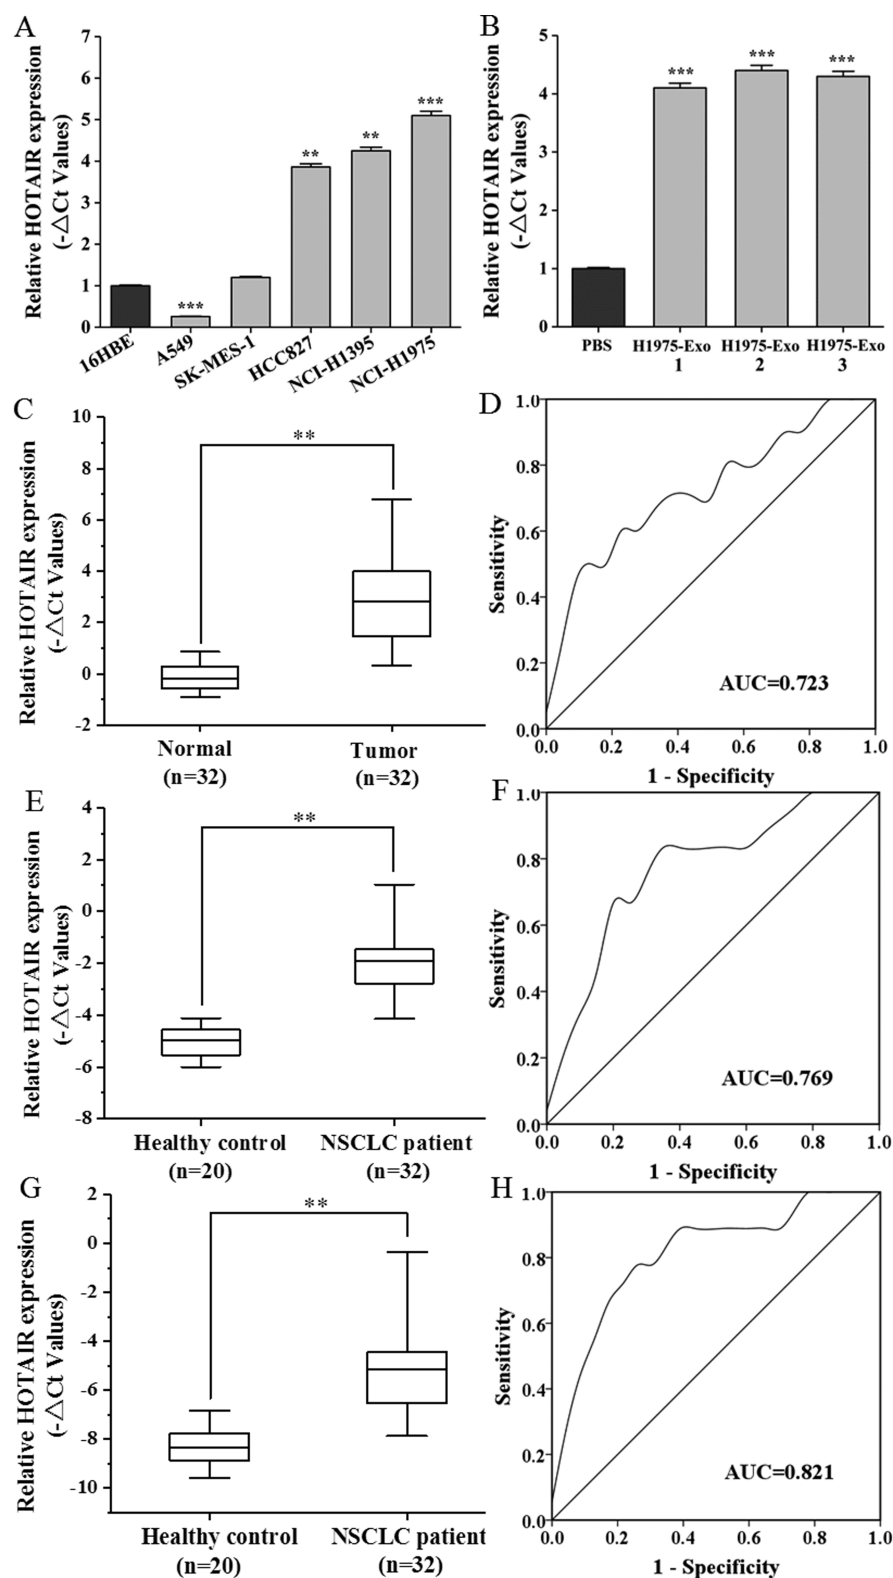 A
Relative HOTAIR expression
(-△Ct Values)
7
6
5
4
3
2
1
0
***
**
**
***
16HBE
A549
SK-MES-1
HCC827
NCI-H1395
NCI-H1975
B
Relative HOTAIR expression
(-△Ct Values)
5
4
3
2
1
0
***
***
***
PBS
H1975-Exo
1
H1975-Exo
2
H1975-Exo
3
C
Relative HOTAIR expression
(-△Ct Values)
10
8
6
4
2
0
-2
**
Normal
(n=32)
Tumor
(n=32)
D
Sensitivity
1.0
0.8
0.6
0.4
0.2
0.0
AUC=0.723
0.0 0.2 0.4 0.6 0.8 1.0
1 - Specificity
E
Relative HOTAIR expression
(-△Ct Values)
4
2
0
-2
-4
-6
-8
**
Healthy control
(n=20)
NSCLC patient
(n=32)
F
Sensitivity
1.0
0.8
0.6
0.4
0.2
0.0
AUC=0.769
0.0 0.2 0.4 0.6 0.8 1.0
1 - Specificity
G
Relative HOTAIR expression
(-△Ct Values)
2
0
-2
-4
-6
-8
-10
**
Healthy control
(n=20)
NSCLC patient
(n=32)
H
Sensitivity
1.0
0.8
0.6
0.4
0.2
0.0
AUC=0.821
0.0 0.2 0.4 0.6 0.8 1.0
1 - Specificity